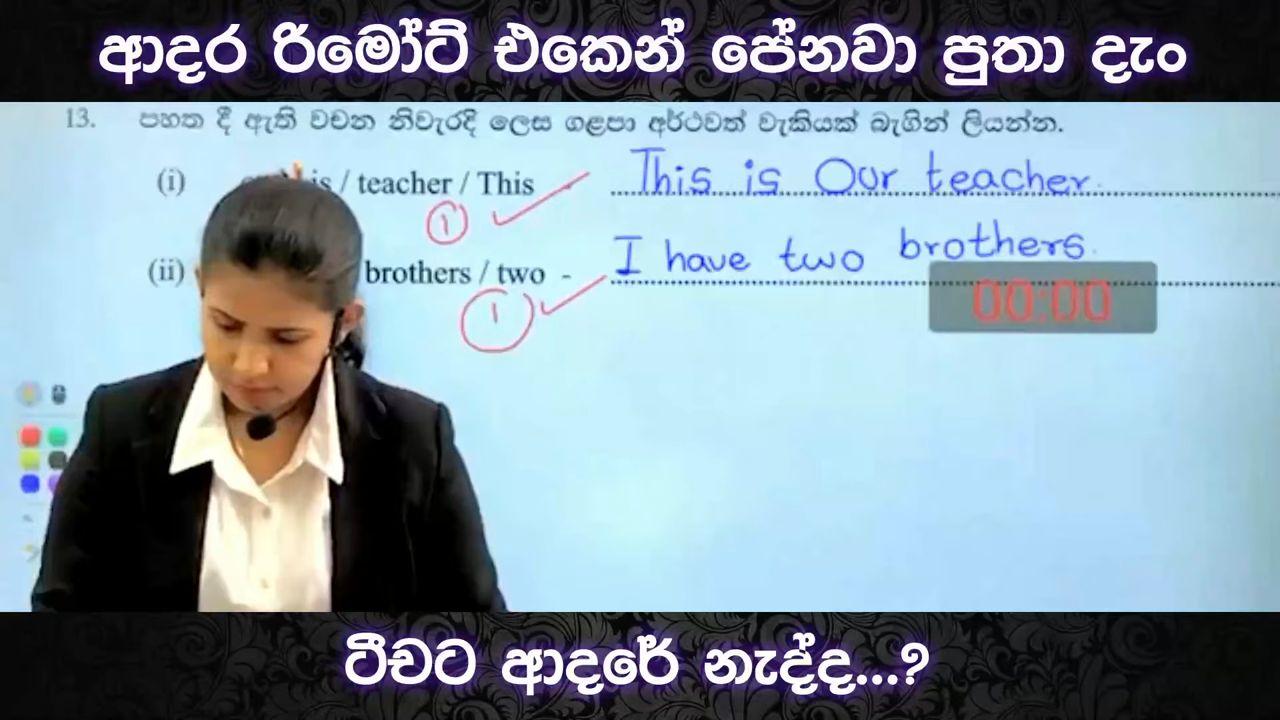 ආදර රිමෝට් එකෙන් පේනවා පුතා දැං
13. පහත දී ඇති වචන නිවැරදි ලෙස ගළපා අර්ථවත් වැකියක් බැගින් ලියන්න.
(i) is / teacher / This - This is Our teacher.
1
(ii) brothers / two - I have two brothers.
1
00:00
ටීචට ආදරේ නැද්ද...?